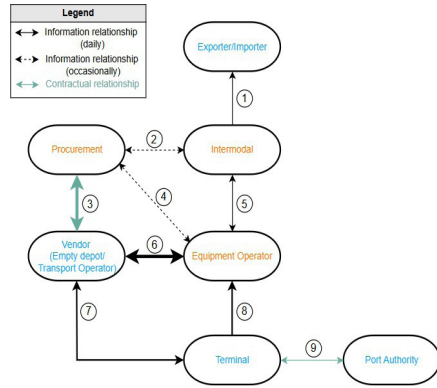 Legend
Information relationship
(daily)
Information relationship
(occasionally)
Contractual relationship
Exporter/Importer
1
Procurement
2
Intermodal
3
4
5
Vendor
(Empty depot/
Transport Operator)
6
Equipment Operator
7
8
Terminal
9
Port Authority